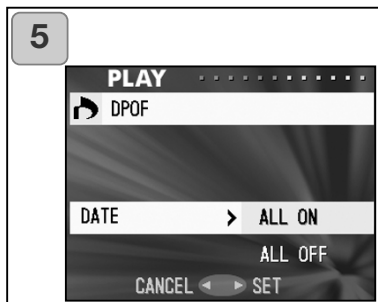 5
PLAY
DPOF
DATE > ALL ON
ALL OFF
CANCEL ◄ ► SET